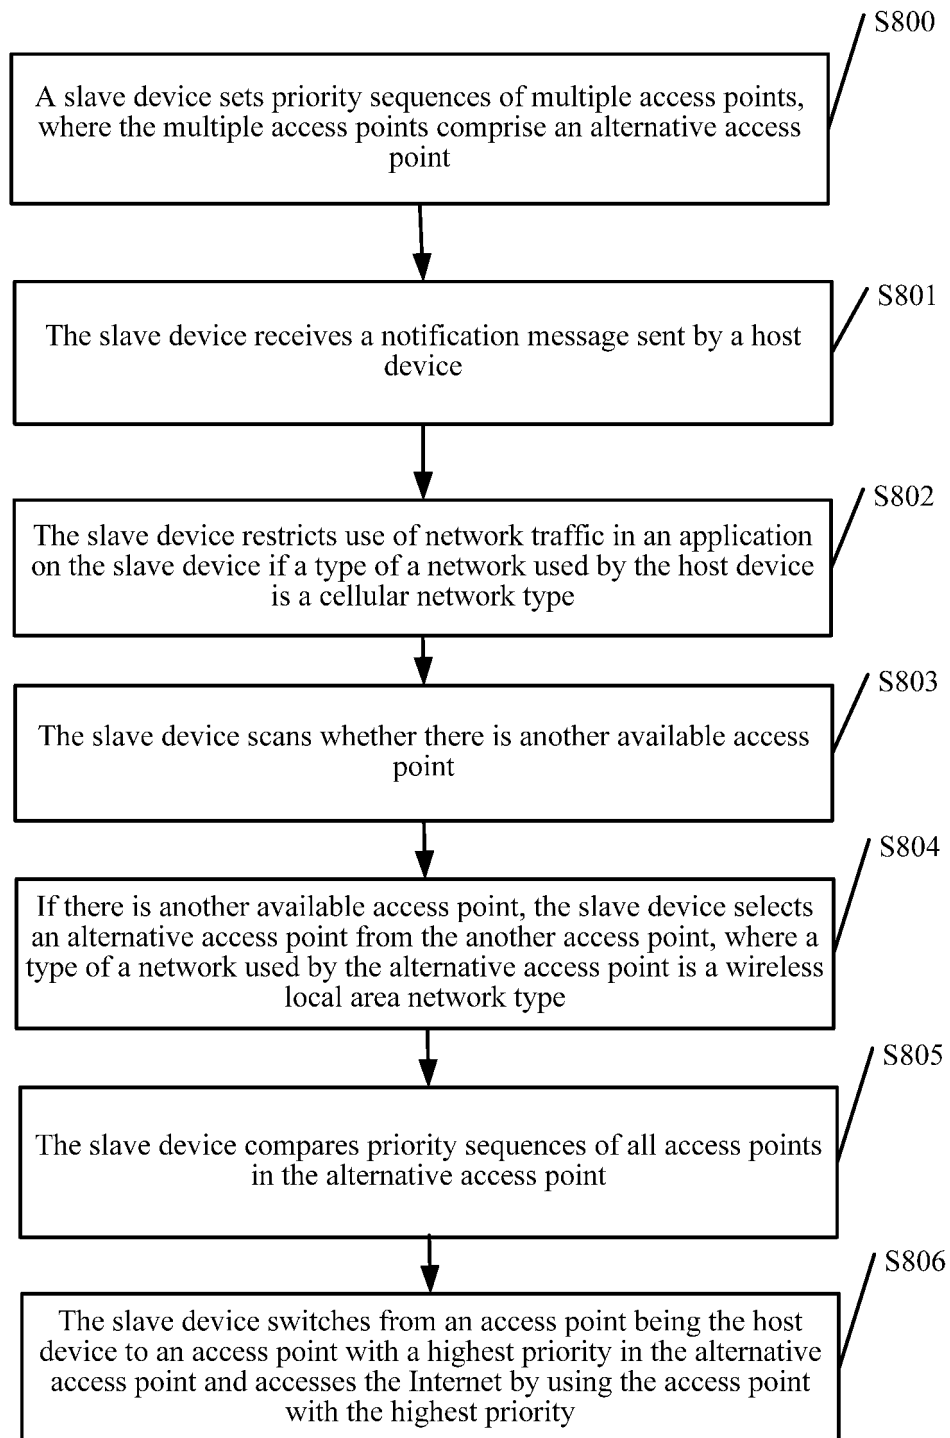 S800
A slave device sets priority sequences of multiple access points,
where the multiple access points comprise an alternative access
point
S801
The slave device receives a notification message sent by a host
device
S802
The slave device restricts use of network traffic in an application
on the slave device if a type of a network used by the host device
is a cellular network type
S803
The slave device scans whether there is another available access
point
S804
If there is another available access point, the slave device selects
an alternative access point from the another access point, where a
type of a network used by the alternative access point is a wireless
local area network type
S805
The slave device compares priority sequences of all access points
in the alternative access point
S806
The slave device switches from an access point being the host
device to an access point with a highest priority in the alternative
access point and accesses the Internet by using the access point
with the highest priority